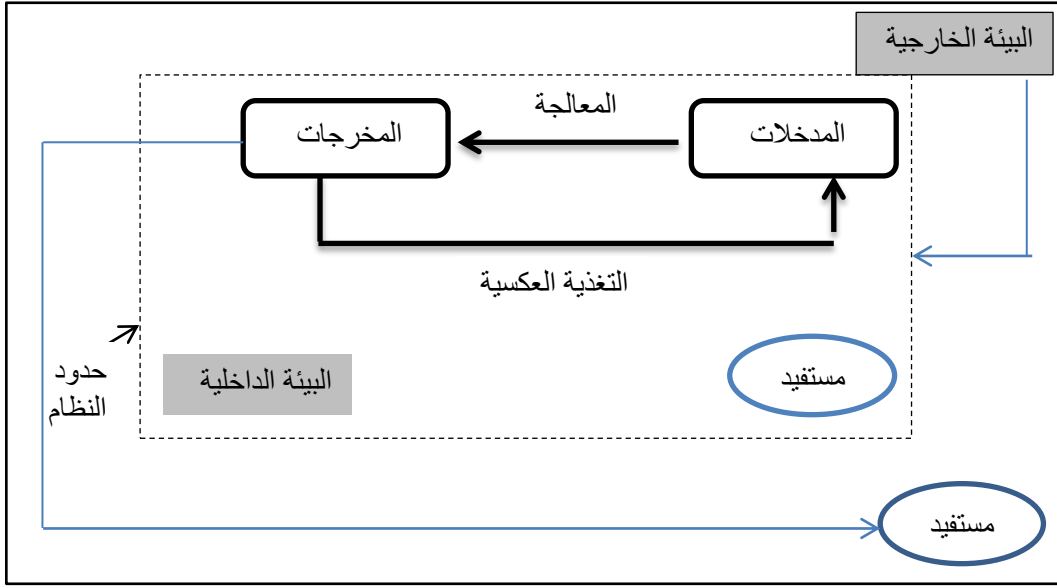 البيئة الخارجية
المعالجة
المدخلات
المخرجات
التغذية العكسية
حدود
النظام
البيئة الداخلية
مستفيد
مستفيد